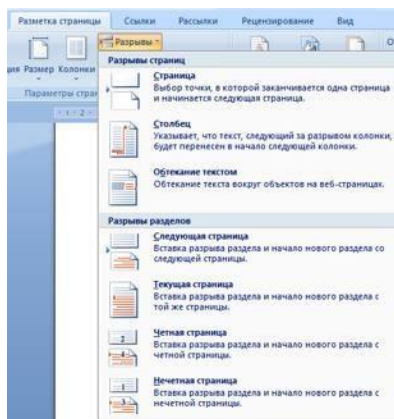 Разметка страницы Ссылки Рассылки Рецензирование Вид
Разрывы
Размер Колонки
Параметры стран
Разрывы страниц
Страница
Выбор точки, в которой заканчивается одна страница
и начинается следующая страница.
Столбец
Указывает, что текст, следующий за разрывом колонки,
будет перенесен в начало следующей колонки.
Обтекание текстом
Обтекание текста вокруг объектов на веб-страницах.
Разрывы разделов
Следующая страница
Вставка разрыва раздела и начало нового раздела со
следующей страницы.
Текущая страница
Вставка разрыва раздела и начало нового раздела с
той же страницы.
Четная страница
Вставка разрыва раздела и начало нового раздела с
четной страницы.
Нечетная страница
Вставка разрыва раздела и начало нового раздела с
нечетной страницы.